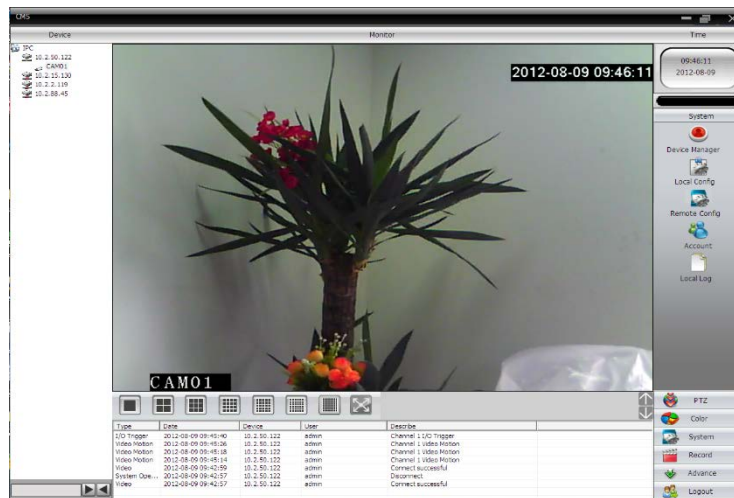 CMS
Device
Monitor
Time
IPC
10.2.50.122
CAM01
10.2.15.130
10.2.2.119
10.2.88.45
2012-08-09 09:46:11
CAM01
09:46:11
2012-08-09
System
Device Manager
Local Config
Remote Config
Account
Local Log
PTZ
Color
System
Record
Advance
Logout
Type Date Device User Describe
I/O Trigger 2012-08-09 09:45:40 10.2.50.122 admin Channel 1 I/O Trigger
Video Motion 2012-08-09 09:45:26 10.2.50.122 admin Channel 1 Video Motion
Video Motion 2012-08-09 09:45:18 10.2.50.122 admin Channel 1 Video Motion
Video Motion 2012-08-09 09:45:14 10.2.50.122 admin Channel 1 Video Motion
Video 2012-08-09 09:42:59 10.2.50.122 admin Connect successful
System Ope... 2012-08-09 09:42:57 10.2.50.122 admin Deconnect
Video 2012-08-09 09:42:57 10.2.50.122 admin Connect successful